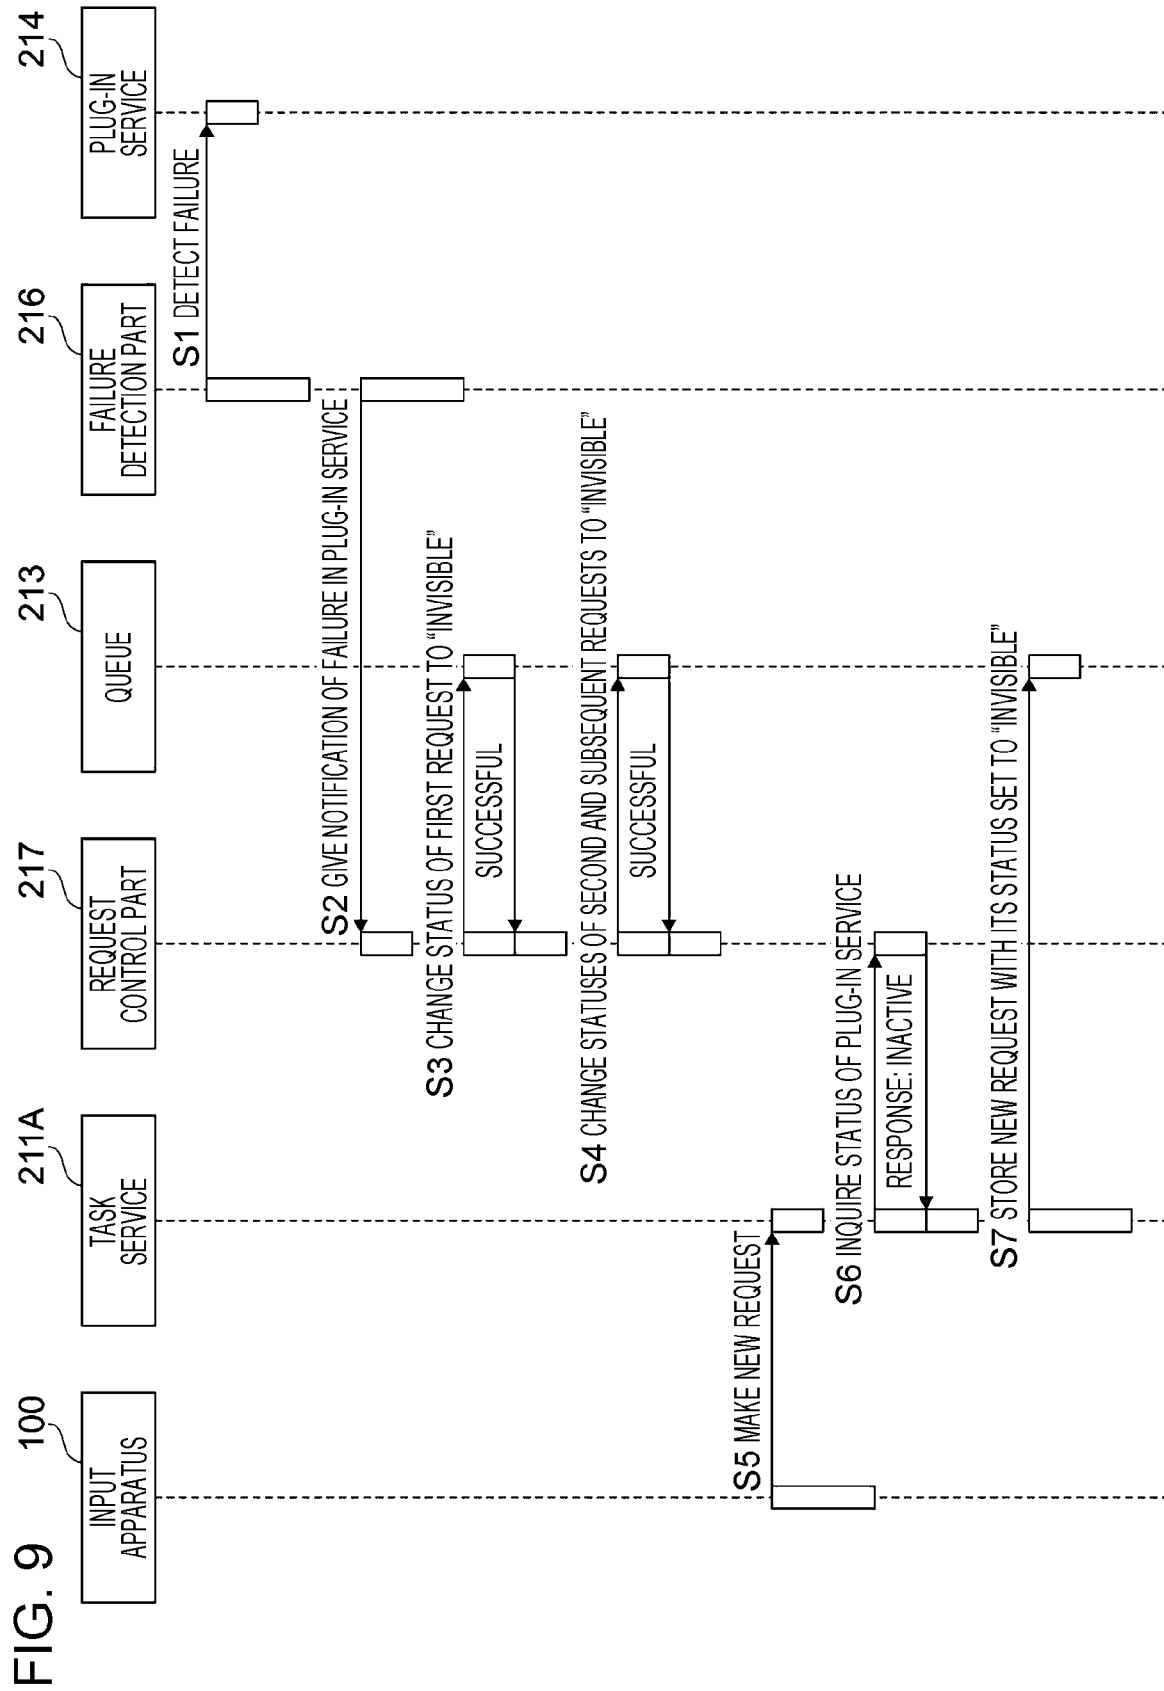 FIG. 9
100
INPUT
APPARATUS
211A
TASK
SERVICE
217
REQUEST
CONTROL PART
213
QUEUE
216
FAILURE
DETECTION PART
214
PLUG-IN
SERVICE
S1 DETECT FAILURE
S2 GIVE NOTIFICATION OF FAILURE IN PLUG-IN SERVICE
S3 CHANGE STATUS OF FIRST REQUEST TO “INVISIBLE”
SUCCESSFUL
S4 CHANGE STATUSES OF SECOND AND SUBSEQUENT REQUESTS TO “INVISIBLE”
SUCCESSFUL
S5 MAKE NEW REQUEST
S6 INQUIRE STATUS OF PLUG-IN SERVICE
RESPONSE: INACTIVE
S7 STORE NEW REQUEST WITH ITS STATUS SET TO “INVISIBLE”